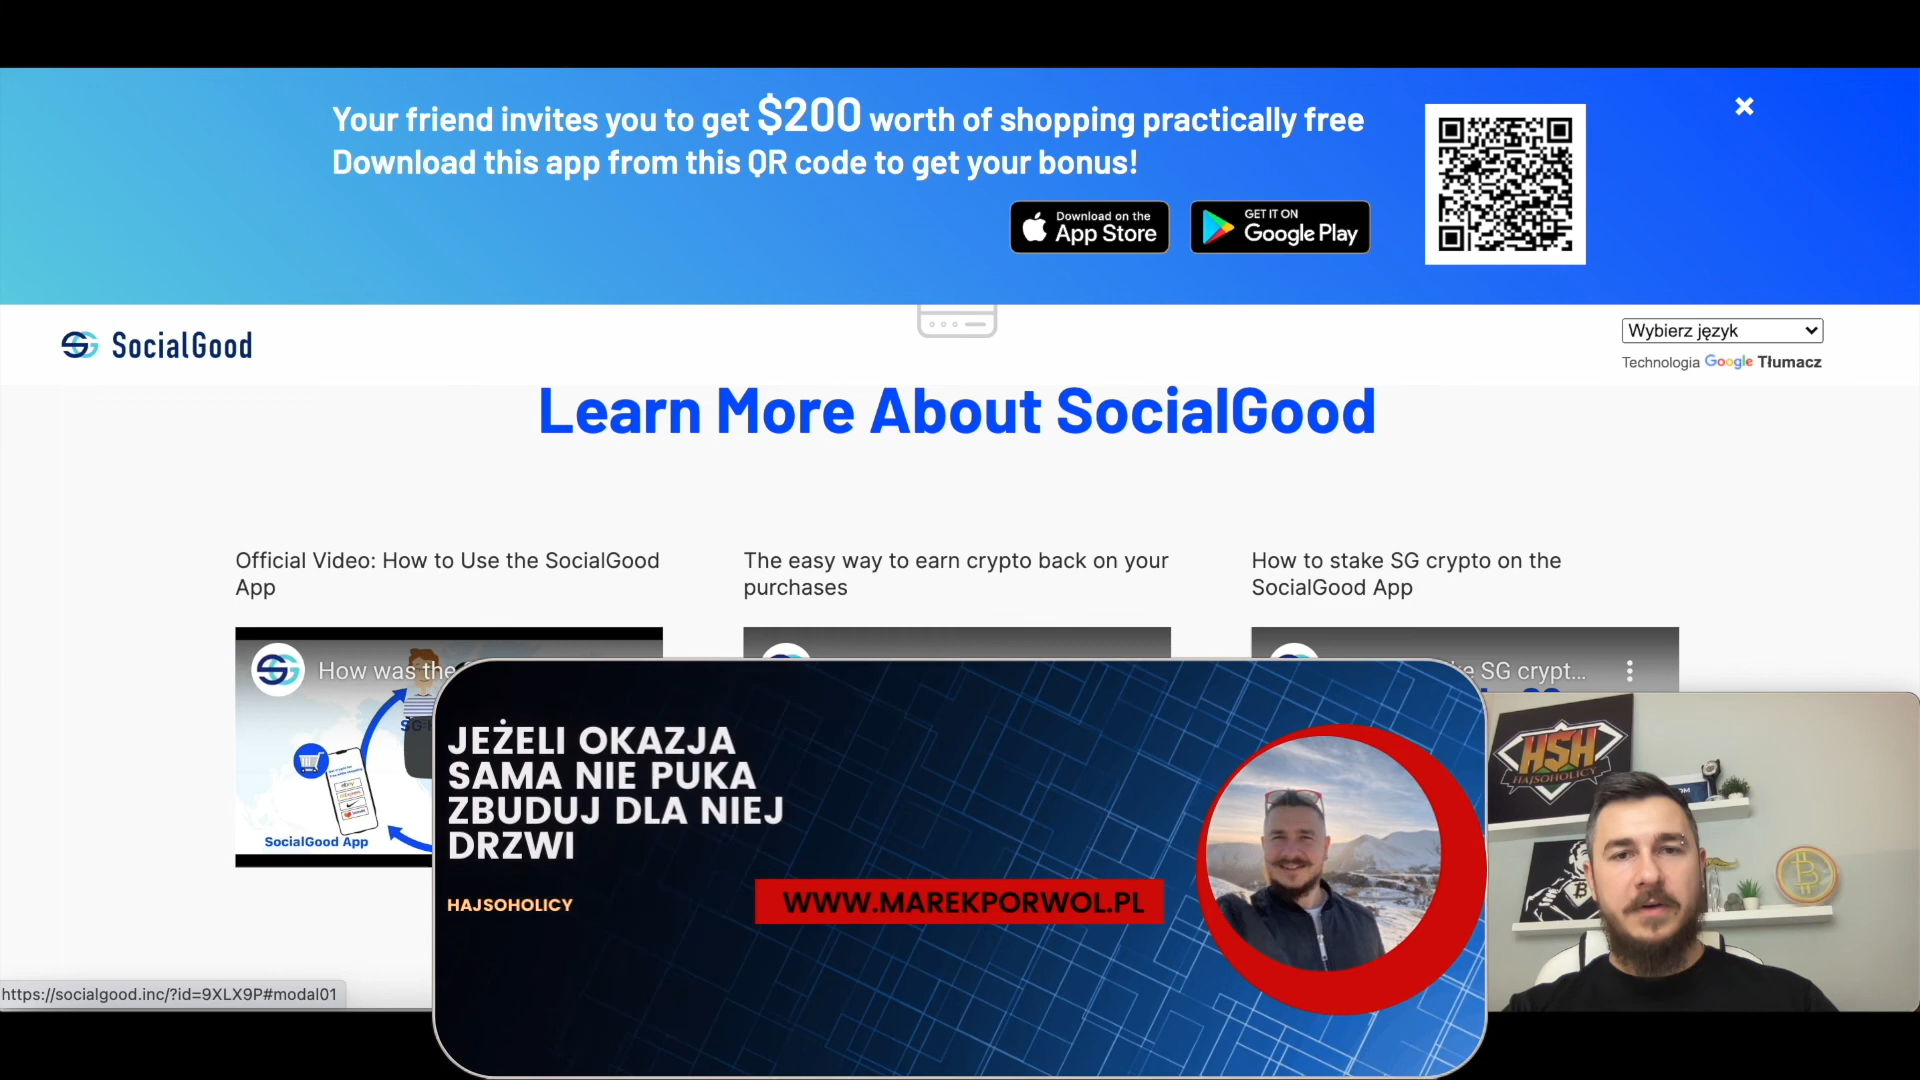 Your friend invites you to get $200 worth of shopping practically free
Download this app from this QR code to get your bonus!
Download on the
App Store
GET IT ON
Google Play
SocialGood
Wybierz język
Technologia Google Tłumacz
Learn More About SocialGood
Official Video: How to Use the SocialGood
App
The easy way to earn crypto back on your
purchases
How to stake SG crypto on the
SocialGood App
How was the
SG crypt...
SocialGood App
JEŻELI OKAZJA
SAMA NIE PUKA
ZBUDUJ DLA NIEJ
DRZWI
HAJSOHOLICY
WWW.MAREKPORWOL.PL
HSH
HAJSOHOLICY
https://socialgood.inc/?id=9XLX9P#modal01